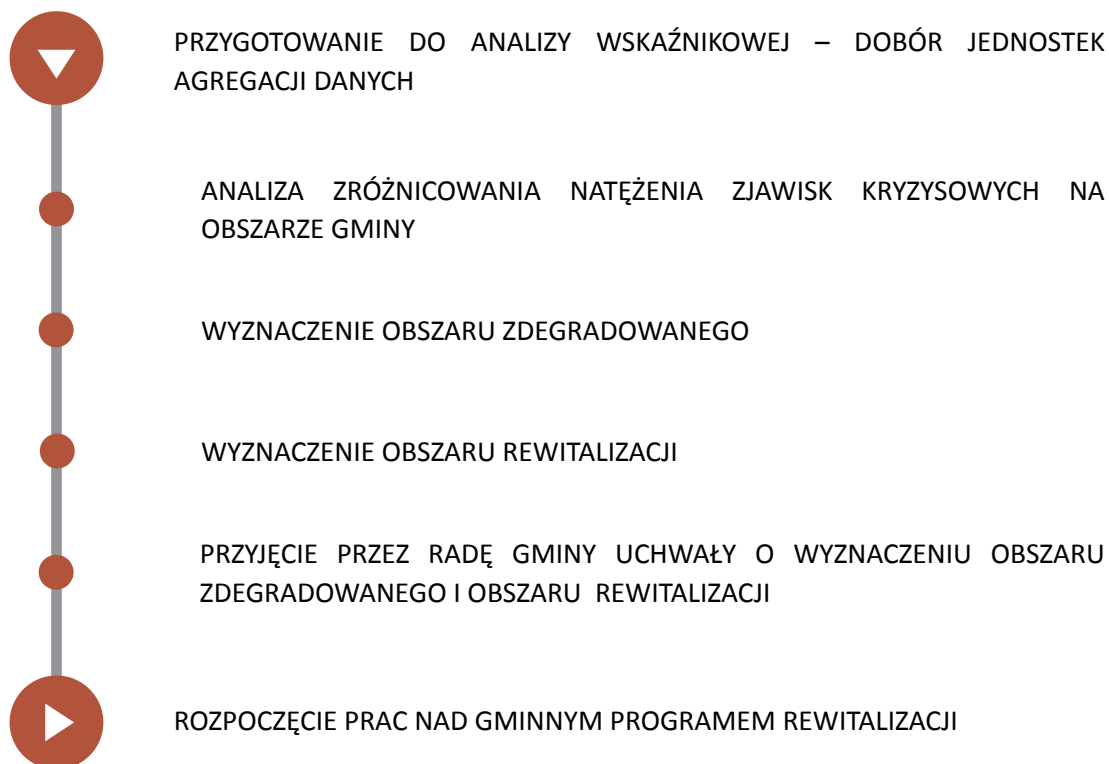 PRZYGOTOWANIE DO ANALIZY WSKAŹNIKOWEJ – DOBÓR JEDNOSTEK
AGREGACJI DANYCH
ANALIZA ZRÓŻNICOWANIA NATĘŻENIA ZJAWISK KRYZYSOWYCH NA
OBSZARZE GMINY
WYZNACZENIE OBSZARU ZDEGRADOWANEGO
WYZNACZENIE OBSZARU REWITALIZACJI
PRZYJĘCIE PRZEZ RADĘ GMINY UCHWAŁY O WYZNACZENIU OBSZARU
ZDEGRADOWANEGO I OBSZARU REWITALIZACJI
ROZPOCZĘCIE PRAC NAD GMINNYM PROGRAMEM REWITALIZACJI